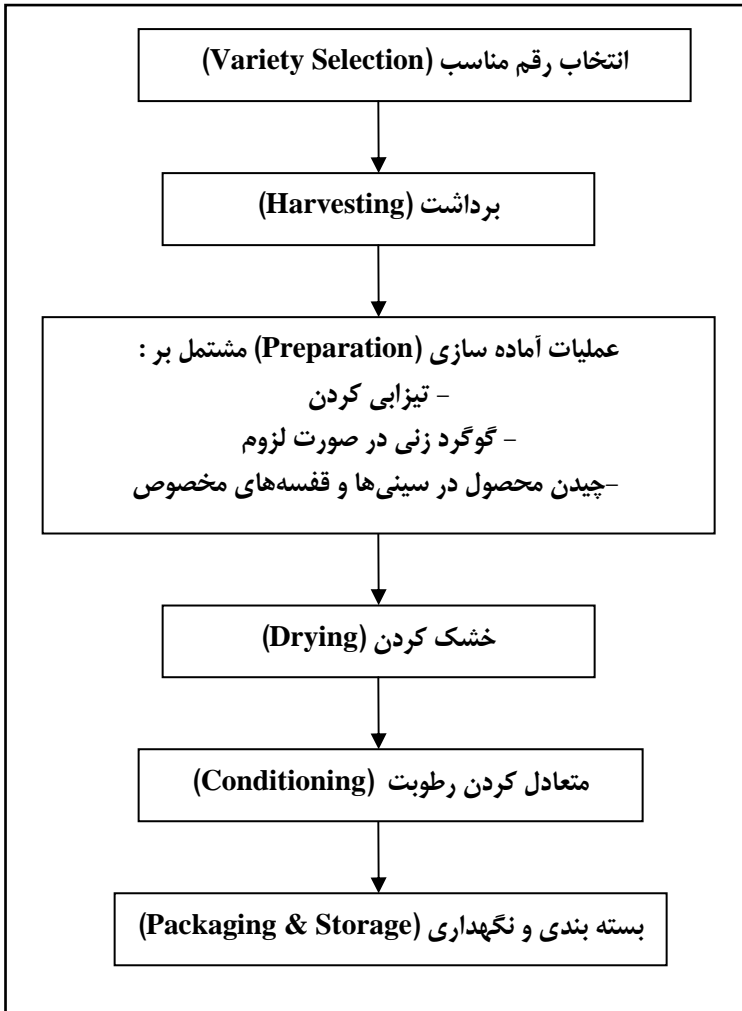 انتخاب رقم مناسب (Variety Selection)
برداشت (Harvesting)
عملیات آماده سازی (Preparation) مشتمل بر :
- تیزابی کردن
- گوگرد زنی در صورت لزوم
-چیدن محصول در سینی‌ها و قفسه‌های مخصوص
خشک کردن (Drying)
متعادل کردن رطوبت (Conditioning)
بسته بندی و نگهداری (Packaging & Storage)